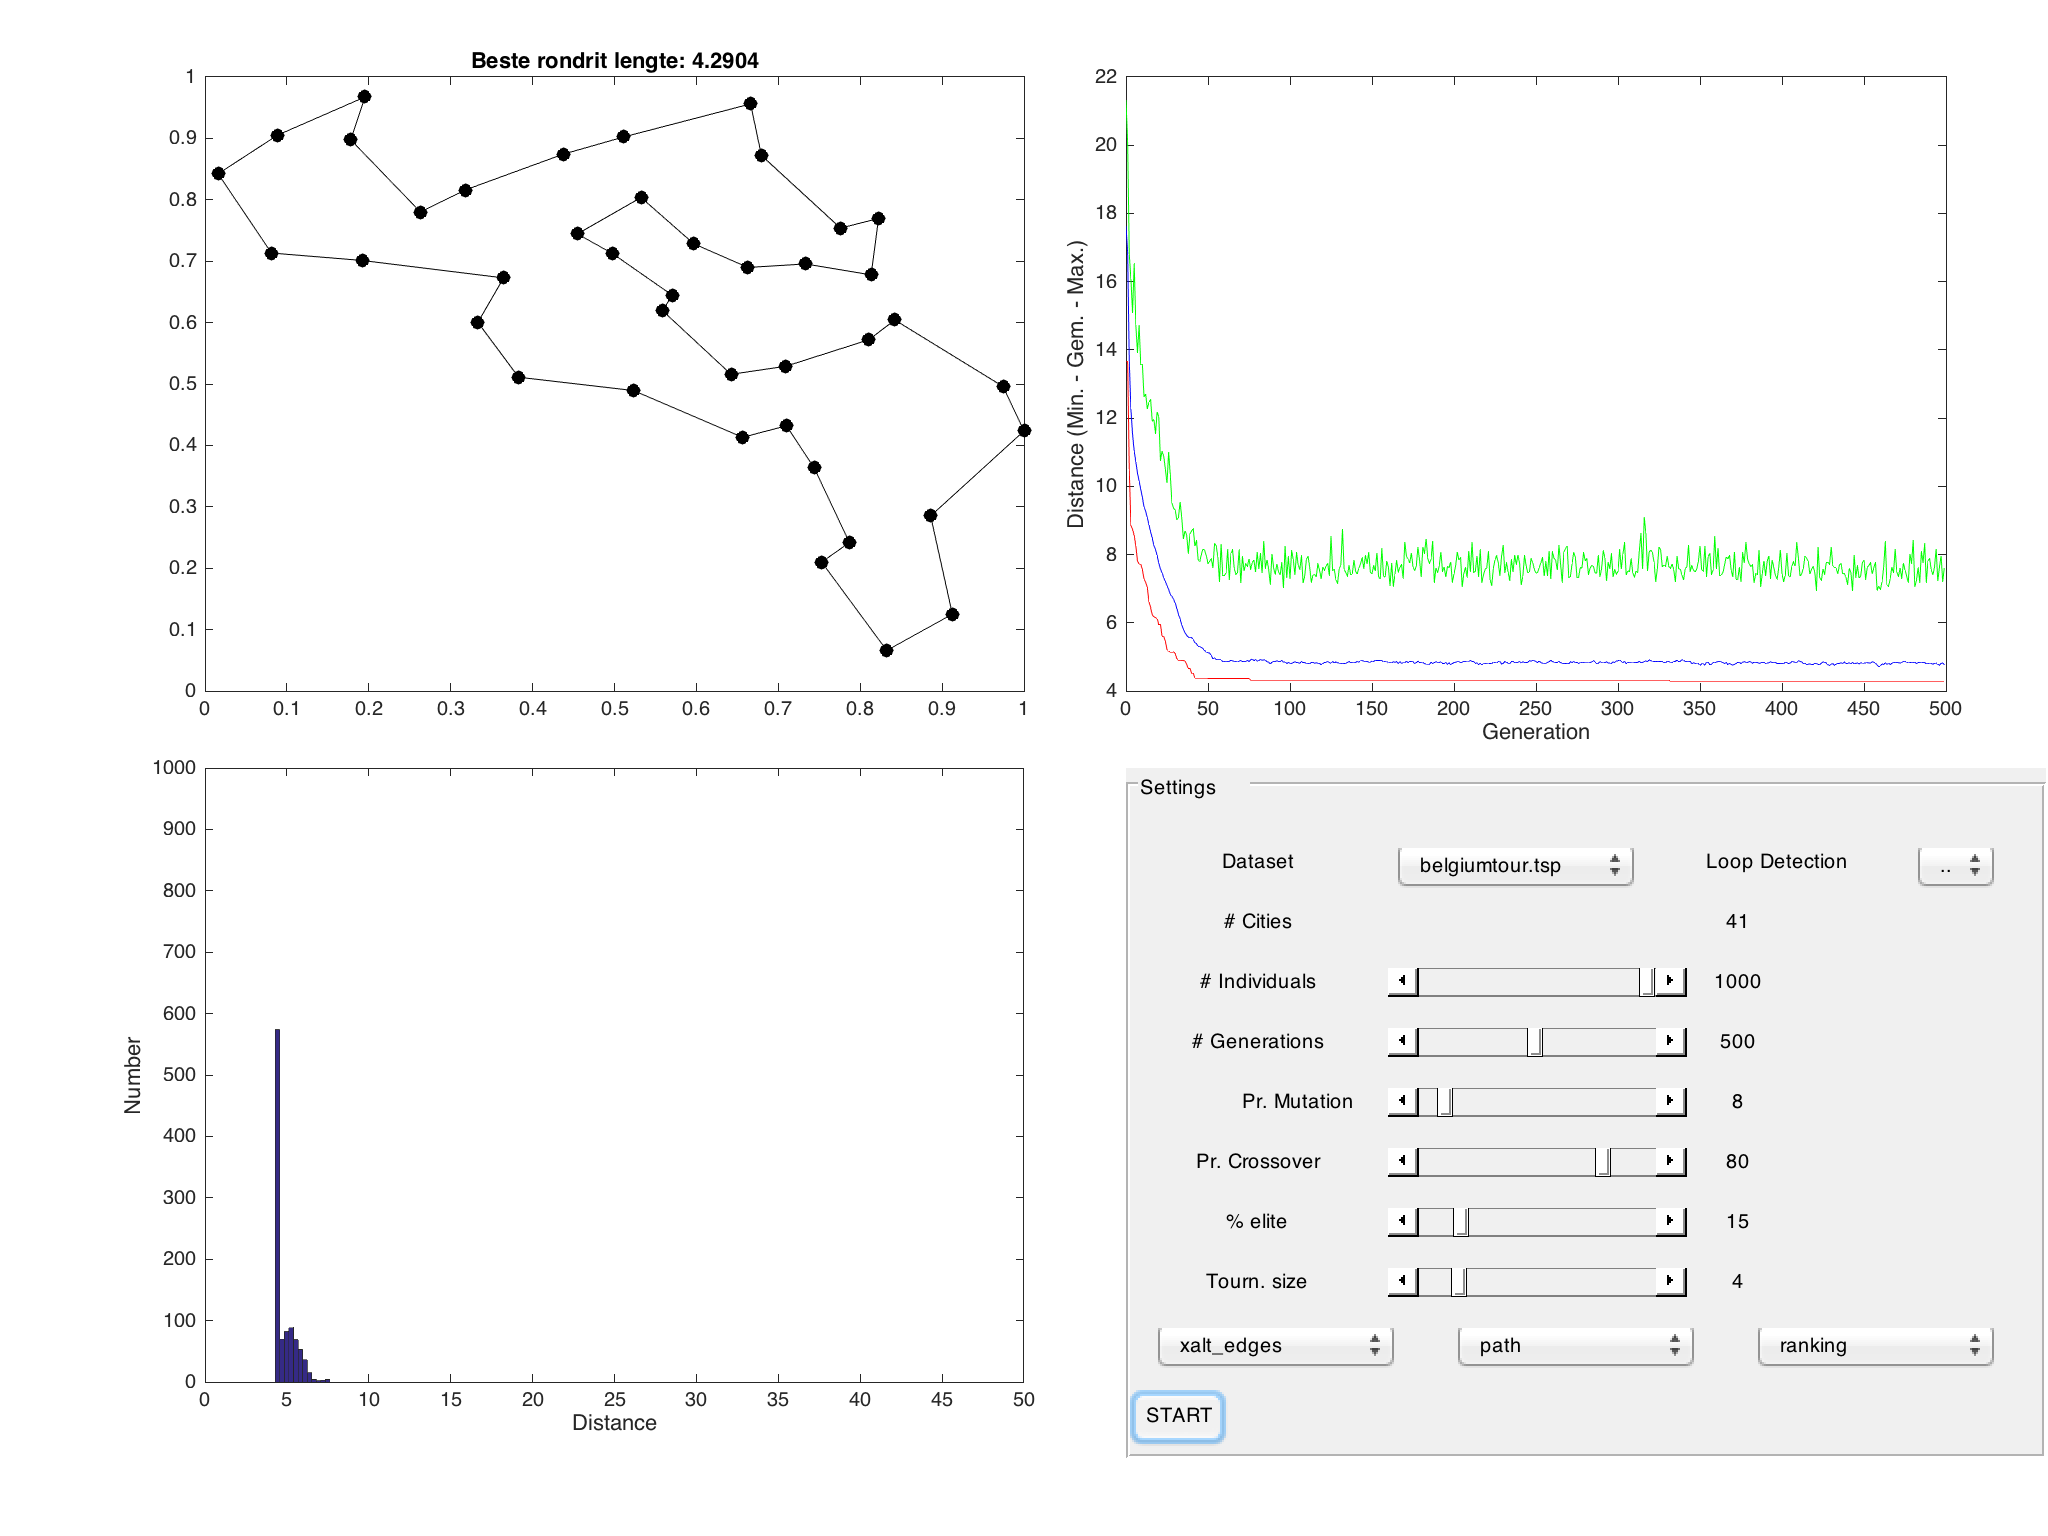 Beste rondrit lengte: 4.2904
1
0.9
0.8
0.7
0.6
0.5
0.4
0.3
0.2
0.1
0
0 0.1 0.2 0.3 0.4 0.5 0.6 0.7 0.8 0.9 1
Distance (Min. - Gem. - Max.)
22
20
18
16
14
12
10
8
6
4
0 50 100 150 200 250 300 350 400 450 500
Generation
Number
1000
900
800
700
600
500
400
300
200
100
0
0 5 10 15 20 25 30 35 40 45 50
Distance
Settings
Dataset belgiumtour.tsp Loop Detection ..
# Cities 41
# Individuals 1000
# Generations 500
Pr. Mutation 8
Pr. Crossover 80
% elite 15
Tourn. size 4
xalt_edges path ranking
START